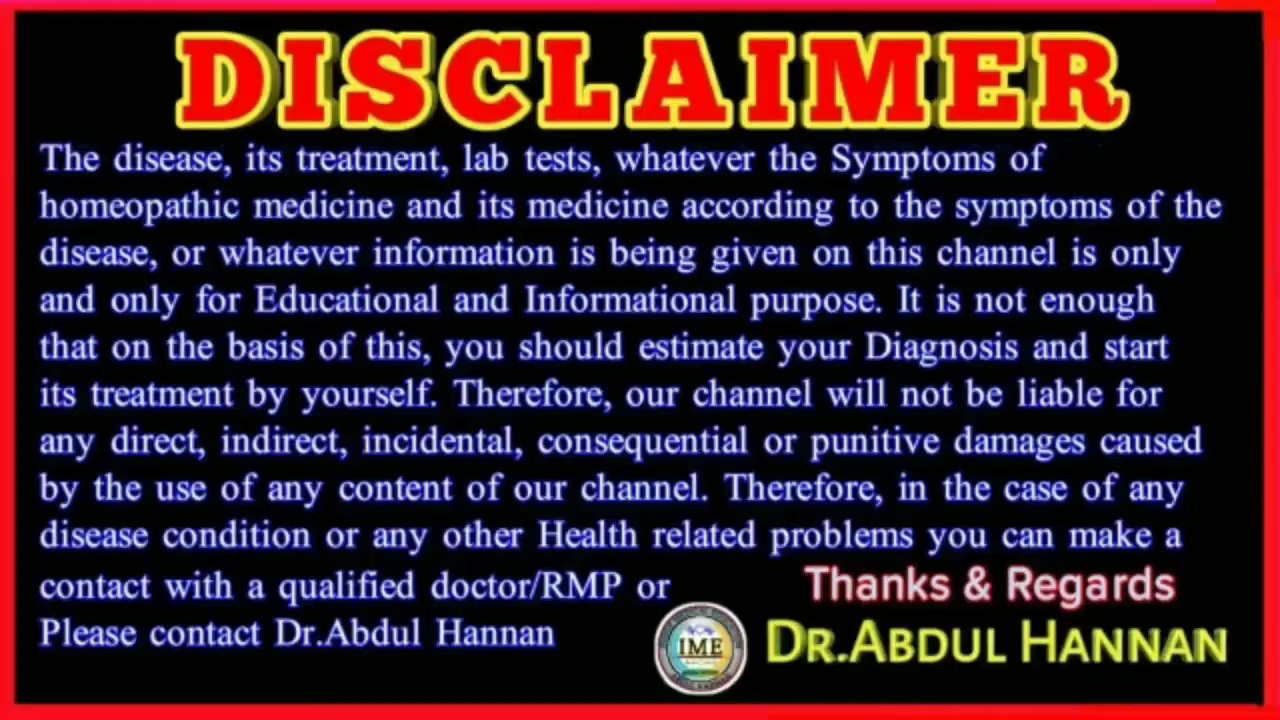 DISCLAIMER
The disease, its treatment, lab tests, whatever the Symptoms of
homeopathic medicine and its medicine according to the symptoms of the
disease, or whatever information is being given on this channel is only
and only for Educational and Informational purpose. It is not enough
that on the basis of this, you should estimate your Diagnosis and start
its treatment by yourself. Therefore, our channel will not be liable for
any direct, indirect, incidental, consequential or punitive damages caused
by the use of any content of our channel. Therefore, in the case of any
disease condition or any other Health related problems you can make a
contact with a qualified doctor/RMP or
Please contact Dr.Abdul Hannan
Thanks & Regards
DR.ABDUL HANNAN
IME